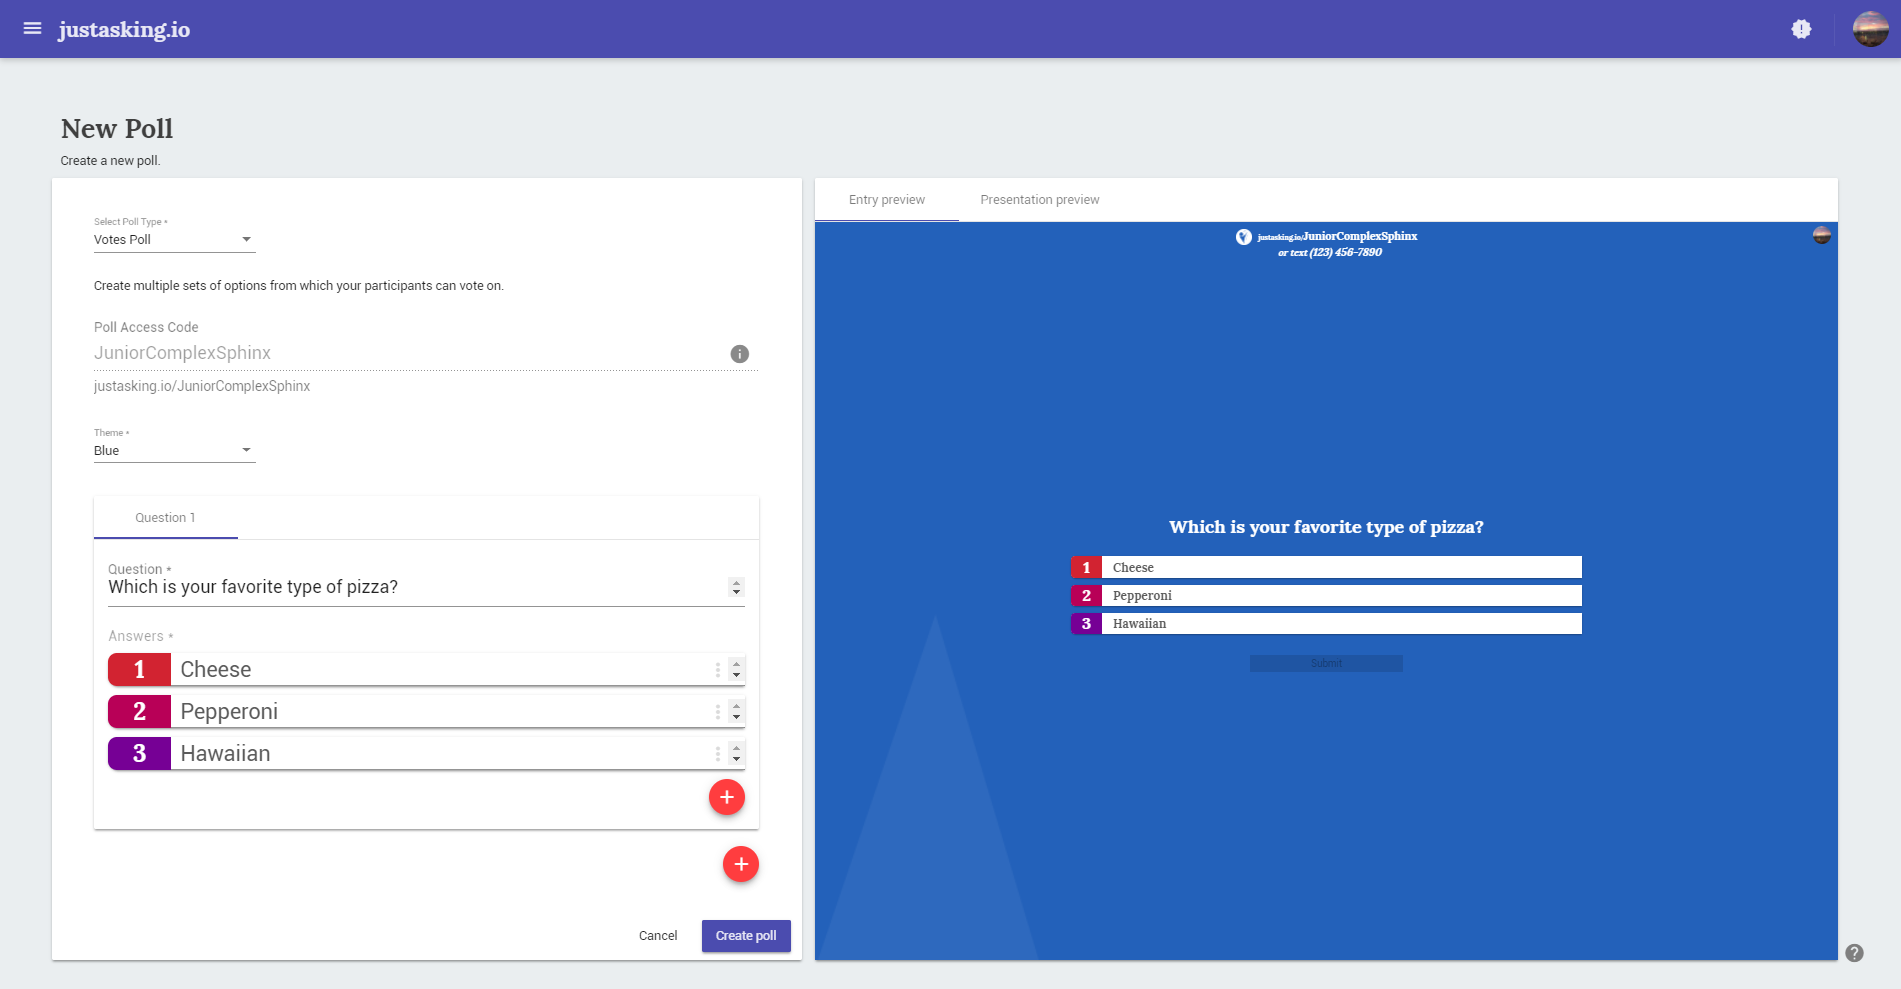 justasking.io
New Poll
Create a new poll.
Select Poll Type *
Votes Poll
Create multiple sets of options from which your participants can vote on.
Poll Access Code
JuniorComplexSphinx
justasking.io/JuniorComplexSphinx
Theme *
Blue
Question 1
Question *
Which is your favorite type of pizza?
Answers *
1 Cheese
2 Pepperoni
3 Hawaiian
Cancel Create poll
Entry preview Presentation preview
justasking.io/JuniorComplexSphinx
or text (123) 456-7890
Which is your favorite type of pizza?
1 Cheese
2 Pepperoni
3 Hawaiian
Submit